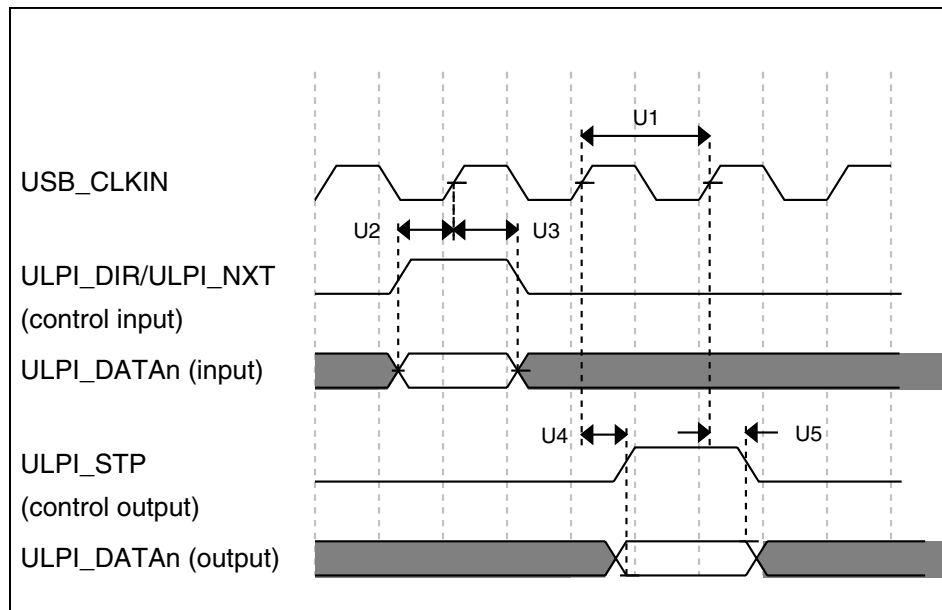 U1
USB_CLKIN
U2
U3
ULPI_DIR/ULPI_NXT
(control input)
ULPI_DATAn (input)
U4
U5
ULPI_STP
(control output)
ULPI_DATAn (output)